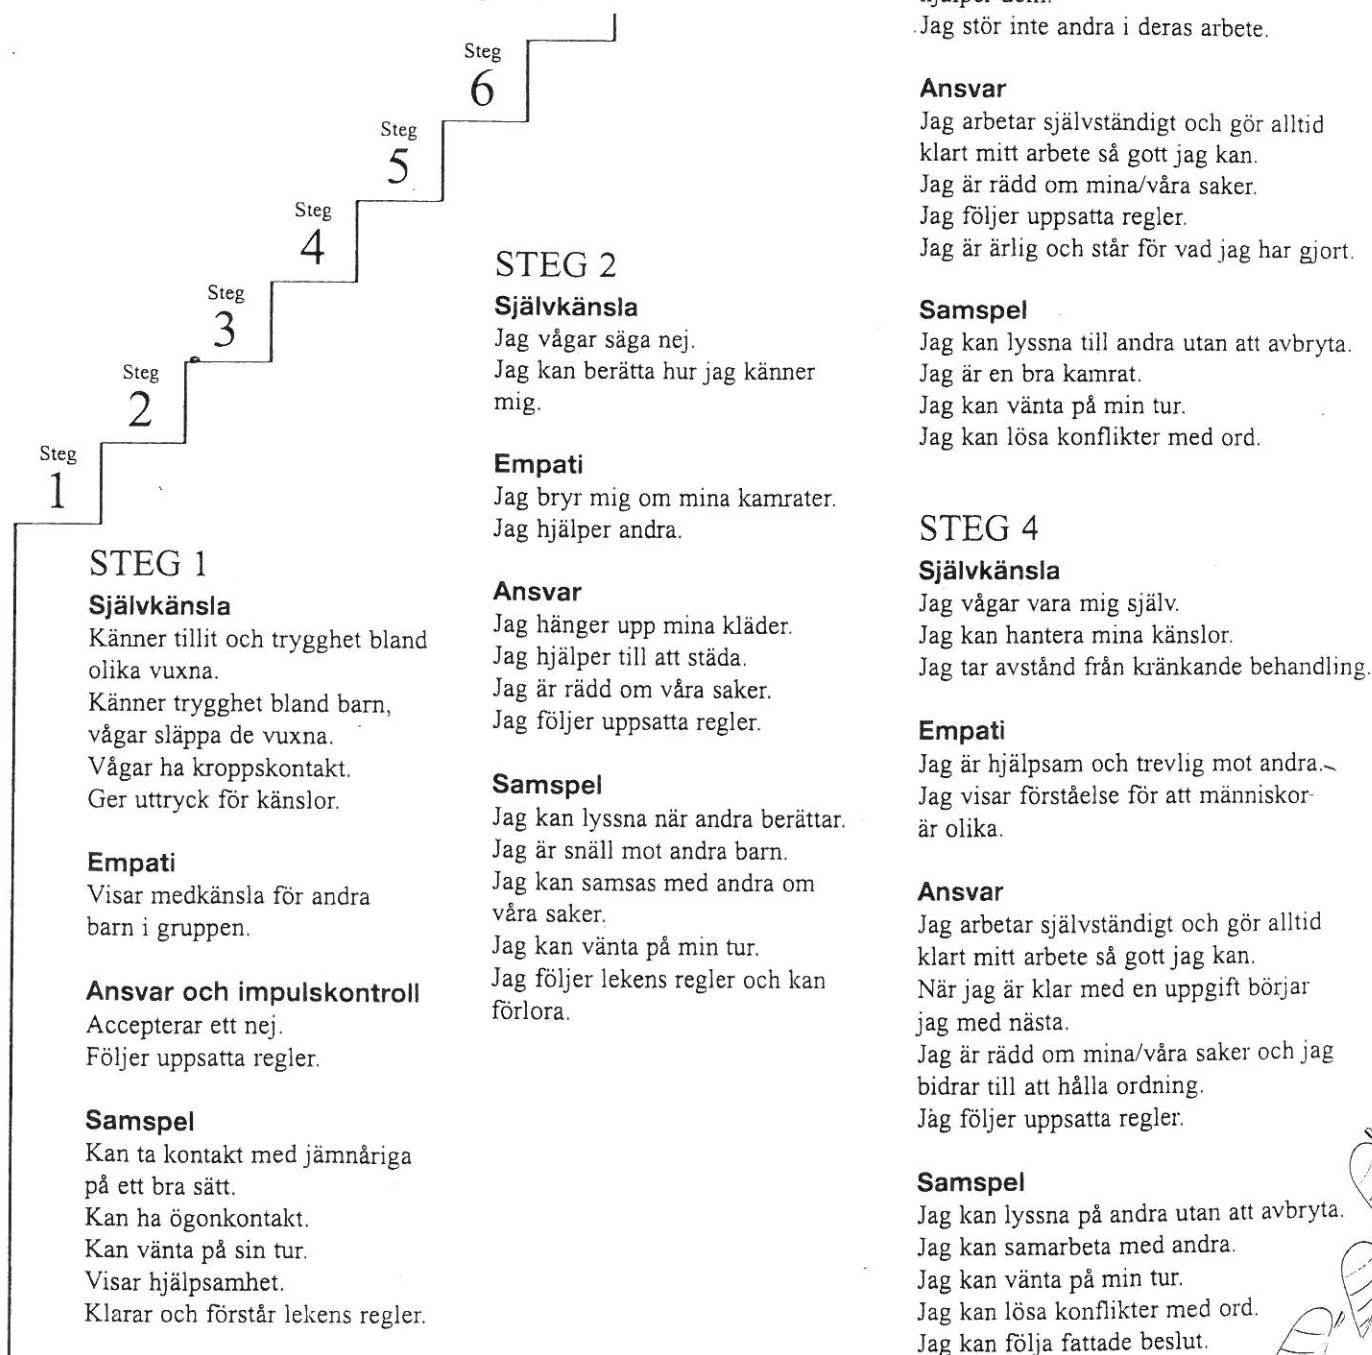 Steg
6
Steg
5
Steg
4
Steg
3
Steg
2
Steg
1
STEG 1
Självkänsla
Känner tillit och trygghet bland
olika vuxna.
Känner trygghet bland barn,
vågar släppa de vuxna.
Vågar ha kroppskontakt.
Ger uttryck för känslor.
Empati
Visar medkänsla för andra
barn i gruppen.
Ansvar och impulskontroll
Accepterar ett nej.
Följer uppsatta regler.
Samspel
Kan ta kontakt med jämnåriga
på ett bra sätt.
Kan ha ögonkontakt.
Kan vänta på sin tur.
Visar hjälpsamhet.
Klarar och förstår lekens regler.
STEG 2
Självkänsla
Jag vågar säga nej.
Jag kan berätta hur jag känner
mig.
Empati
Jag bryr mig om mina kamrater.
Jag hjälper andra.
Ansvar
Jag hänger upp mina kläder.
Jag hjälper till att städa.
Jag är rädd om våra saker.
Jag följer uppsatta regler.
Samspel
Jag kan lyssna när andra berättar.
Jag är snäll mot andra barn.
Jag kan samsas med andra om
våra saker.
Jag kan vänta på min tur.
Jag följer lekens regler och kan
förlora.
Jag stör inte andra i deras arbete.
Ansvar
Jag arbetar självständigt och gör alltid
klart mitt arbete så gott jag kan.
Jag är rädd om mina/våra saker.
Jag följer uppsatta regler.
Jag är ärlig och står för vad jag har gjort.
Samspel
Jag kan lyssna till andra utan att avbryta.
Jag är en bra kamrat.
Jag kan vänta på min tur.
Jag kan lösa konflikter med ord.
STEG 4
Självkänsla
Jag vågar vara mig själv.
Jag kan hantera mina känslor.
Jag tar avstånd från kränkande behandling.
Empati
Jag är hjälpsam och trevlig mot andra.
Jag visar förståelse för att människor
är olika.
Ansvar
Jag arbetar självständigt och gör alltid
klart mitt arbete så gott jag kan.
När jag är klar med en uppgift börjar
jag med nästa.
Jag är rädd om mina/våra saker och jag
bidrar till att hålla ordning.
Jag följer uppsatta regler.
Samspel
Jag kan lyssna på andra utan att avbryta.
Jag kan samarbeta med andra.
Jag kan vänta på min tur.
Jag kan lösa konflikter med ord.
Jag kan följa fattade beslut.